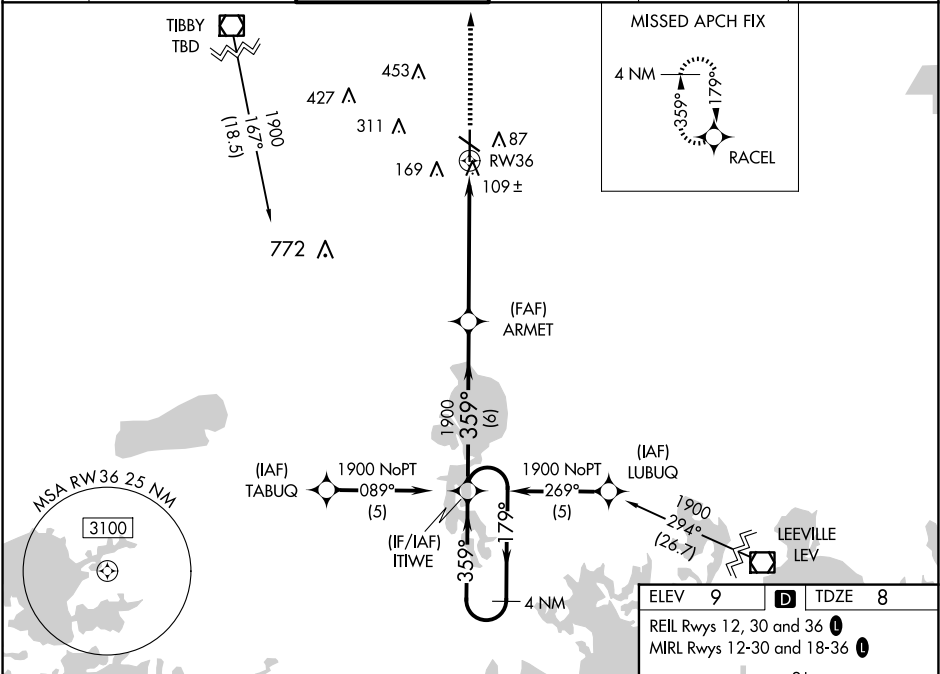 TIBBY
TBD
1900
167°
(18.5)
453
427
311
169
87
RW36
109 ±
772
MISSED APCH FIX
4 NM
359°
179°
RACEL
(FAF)
ARMET
1900
359°
(6)
(IAF)
TABUQ
1900 NoPT
089°
(5)
(IF/IAF)
ITIWE
1900 NoPT
269°
(5)
(IAF)
LUBUQ
1900
294°
(26.7)
LEEVILLE
LEV
359°
179°
4 NM
MSA RW36 25 NM
3100
ELEV 9 D TDZE 8
REIL Rwys 12, 30 and 36 L
MIRL Rwys 12-30 and 18-36 L